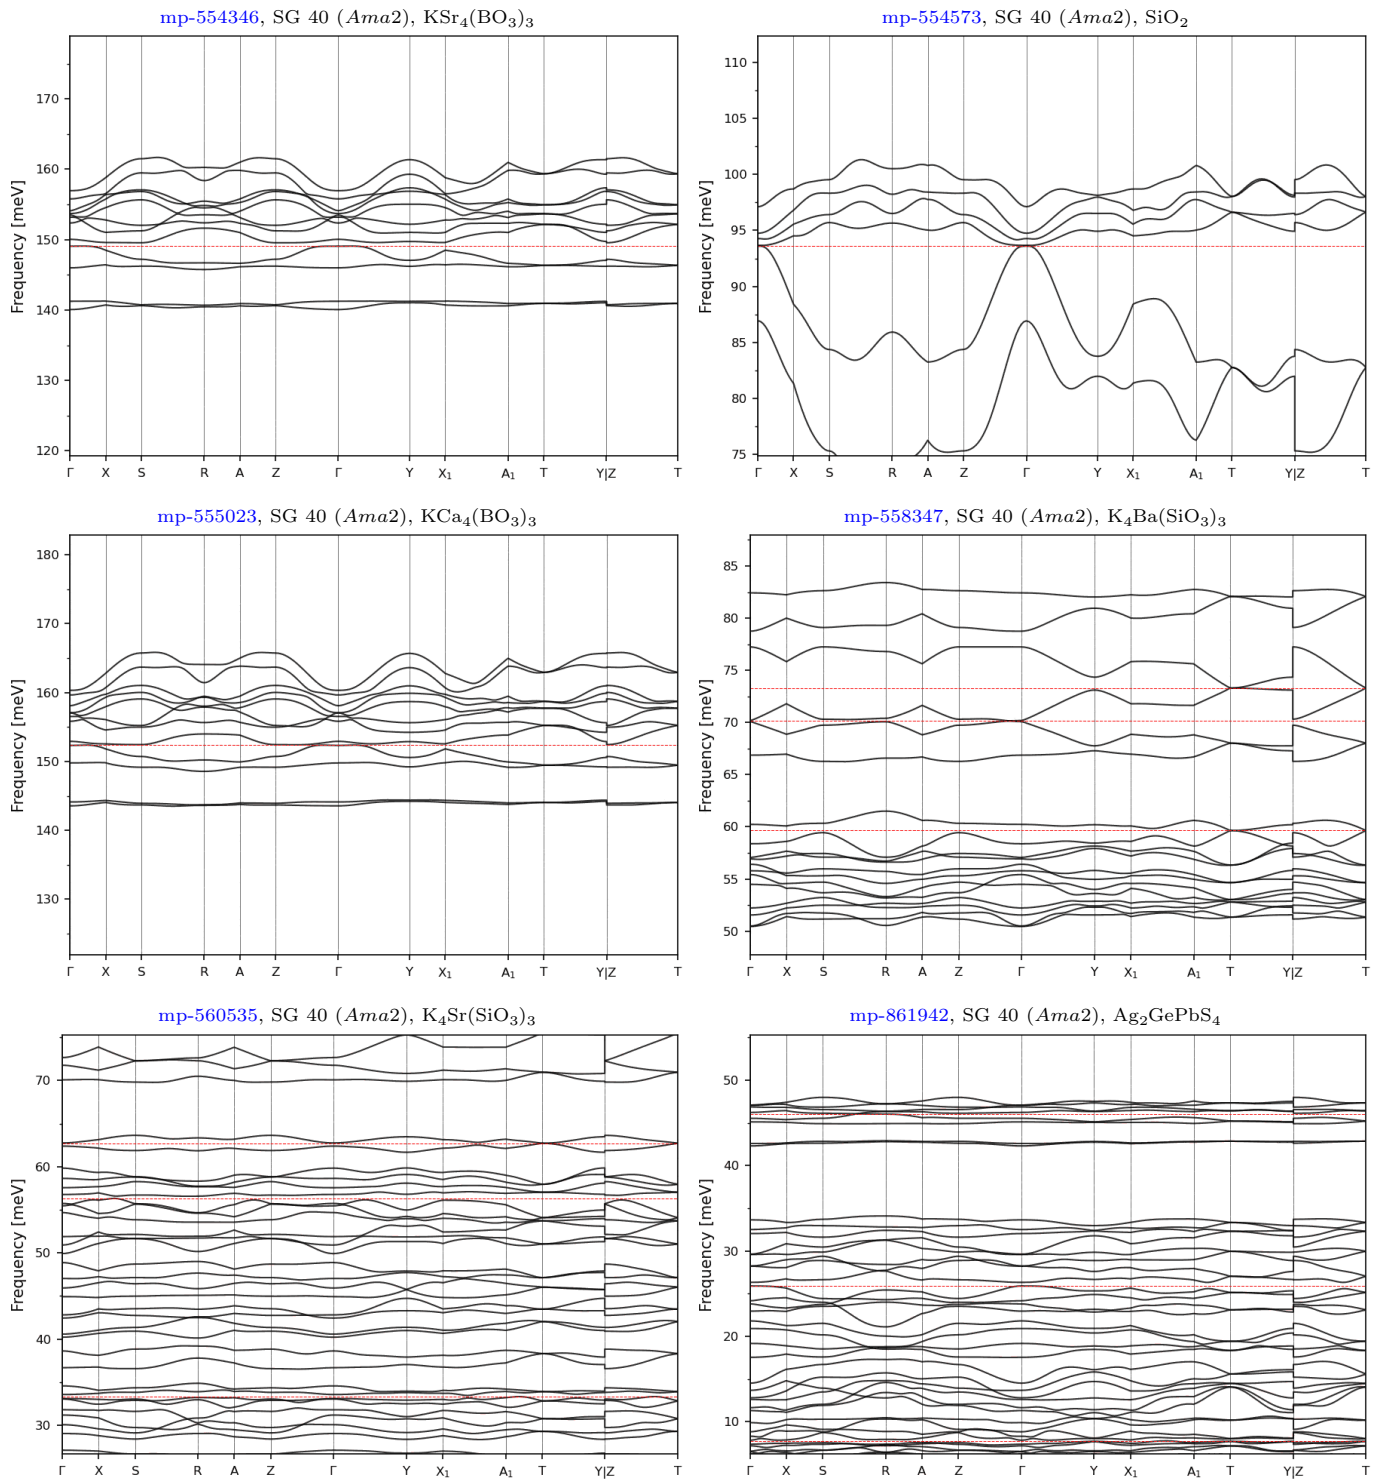 mp-554346, SG 40 (Ama2), KSr₄(BO₃)₃
170
160
150
140
130
120
Frequency [meV]
Γ X S R A Z Γ Y X₁ A₁ T Y|Z T
mp-554573, SG 40 (Ama2), SiO₂
110
105
100
95
90
85
80
75
Frequency [meV]
Γ X S R A Z Γ Y X₁ A₁ T Y|Z T
mp-555023, SG 40 (Ama2), KCa₄(BO₃)₃
180
170
160
150
140
130
Frequency [meV]
Γ X S R A Z Γ Y X₁ A₁ T Y|Z T
mp-558347, SG 40 (Ama2), K₄Ba(SiO₃)₃
85
80
75
70
65
60
55
50
Frequency [meV]
Γ X S R A Z Γ Y X₁ A₁ T Y|Z T
mp-560535, SG 40 (Ama2), K₄Sr(SiO₃)₃
70
60
50
40
30
Frequency [meV]
Γ X S R A Z Γ Y X₁ A₁ T Y|Z T
mp-861942, SG 40 (Ama2), Ag₂GePbS₄
50
40
30
20
10
Frequency [meV]
Γ X S R A Z Γ Y X₁ A₁ T Y|Z T